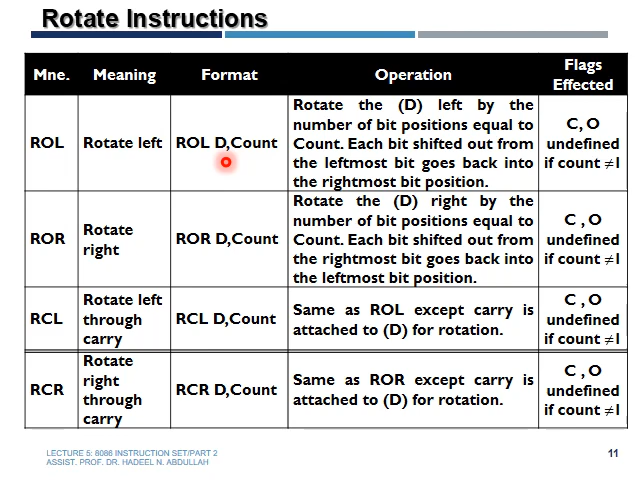 Rotate Instructions
Mne. Meaning Format Operation Flags
Effected
ROL Rotate left ROL D,Count
Rotate the (D) left by the
number of bit positions equal to
Count. Each bit shifted out from
the leftmost bit goes back into
the rightmost bit position.
C, O
undefined
if count ≠1
ROR
Rotate
right
ROR D,Count
Rotate the (D) right by the
number of bit positions equal to
Count. Each bit shifted out from
the rightmost bit goes back into
the leftmost bit position.
C , O
undefined
if count ≠1
RCL
Rotate left
through
carry
RCL D,Count
Same as ROL except carry is
attached to (D) for rotation.
C , O
undefined
if count ≠1
RCR
Rotate
right
through
carry
RCR D,Count
Same as ROR except carry is
attached to (D) for rotation.
C , O
undefined
if count ≠1
LECTURE 5: 8086 INSTRUCTION SET/PART 2
ASSIST. PROF. DR. HADEEL N. ABDULLAH
11